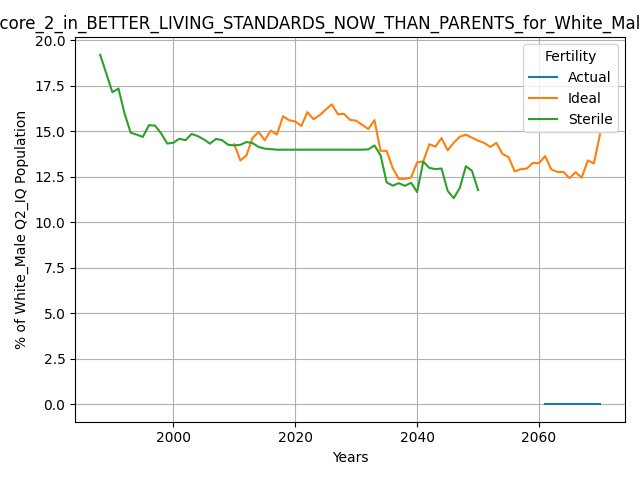 core_2_in_BETTER_LIVING_STANDARDS_NOW_THAN_PARENTS_for_White_Mal
20.0
17.5
15.0
12.5
10.0
7.5
5.0
2.5
0.0
% of White_Male Q2_IQ Population
Fertility
Actual
Ideal
Sterile
2000
2020
2040
2060
Years